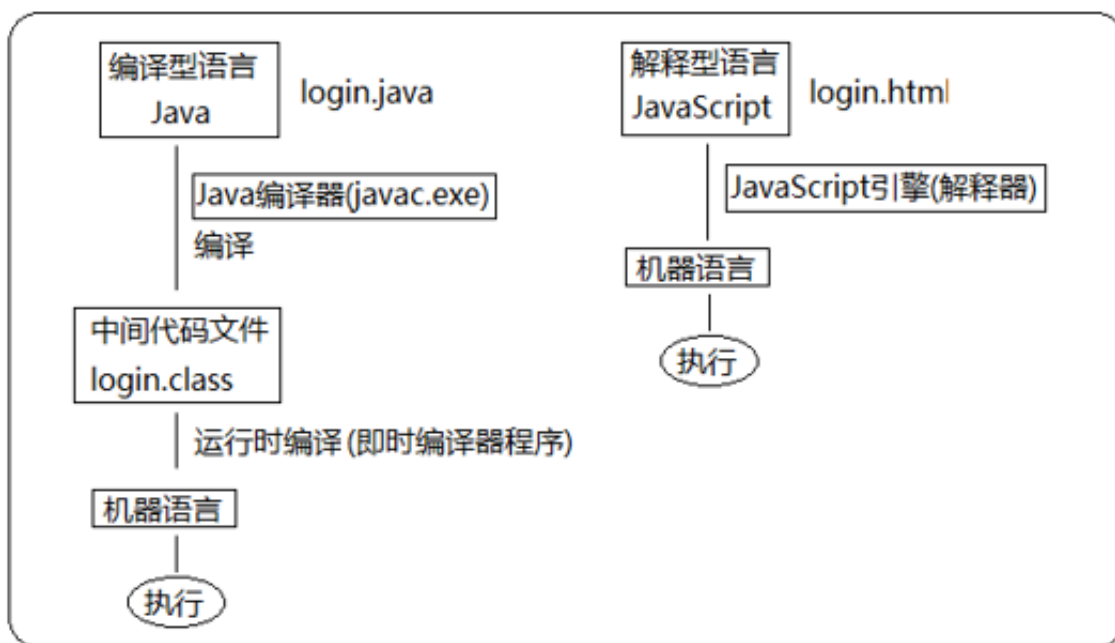 编译型语言
Java
login.java
Java编译器(javac.exe)
编译
中间代码文件
login.class
运行时编译 (即时编译器程序)
机器语言
执行
解释型语言
JavaScript
login.html
JavaScript引擎(解释器)
机器语言
执行